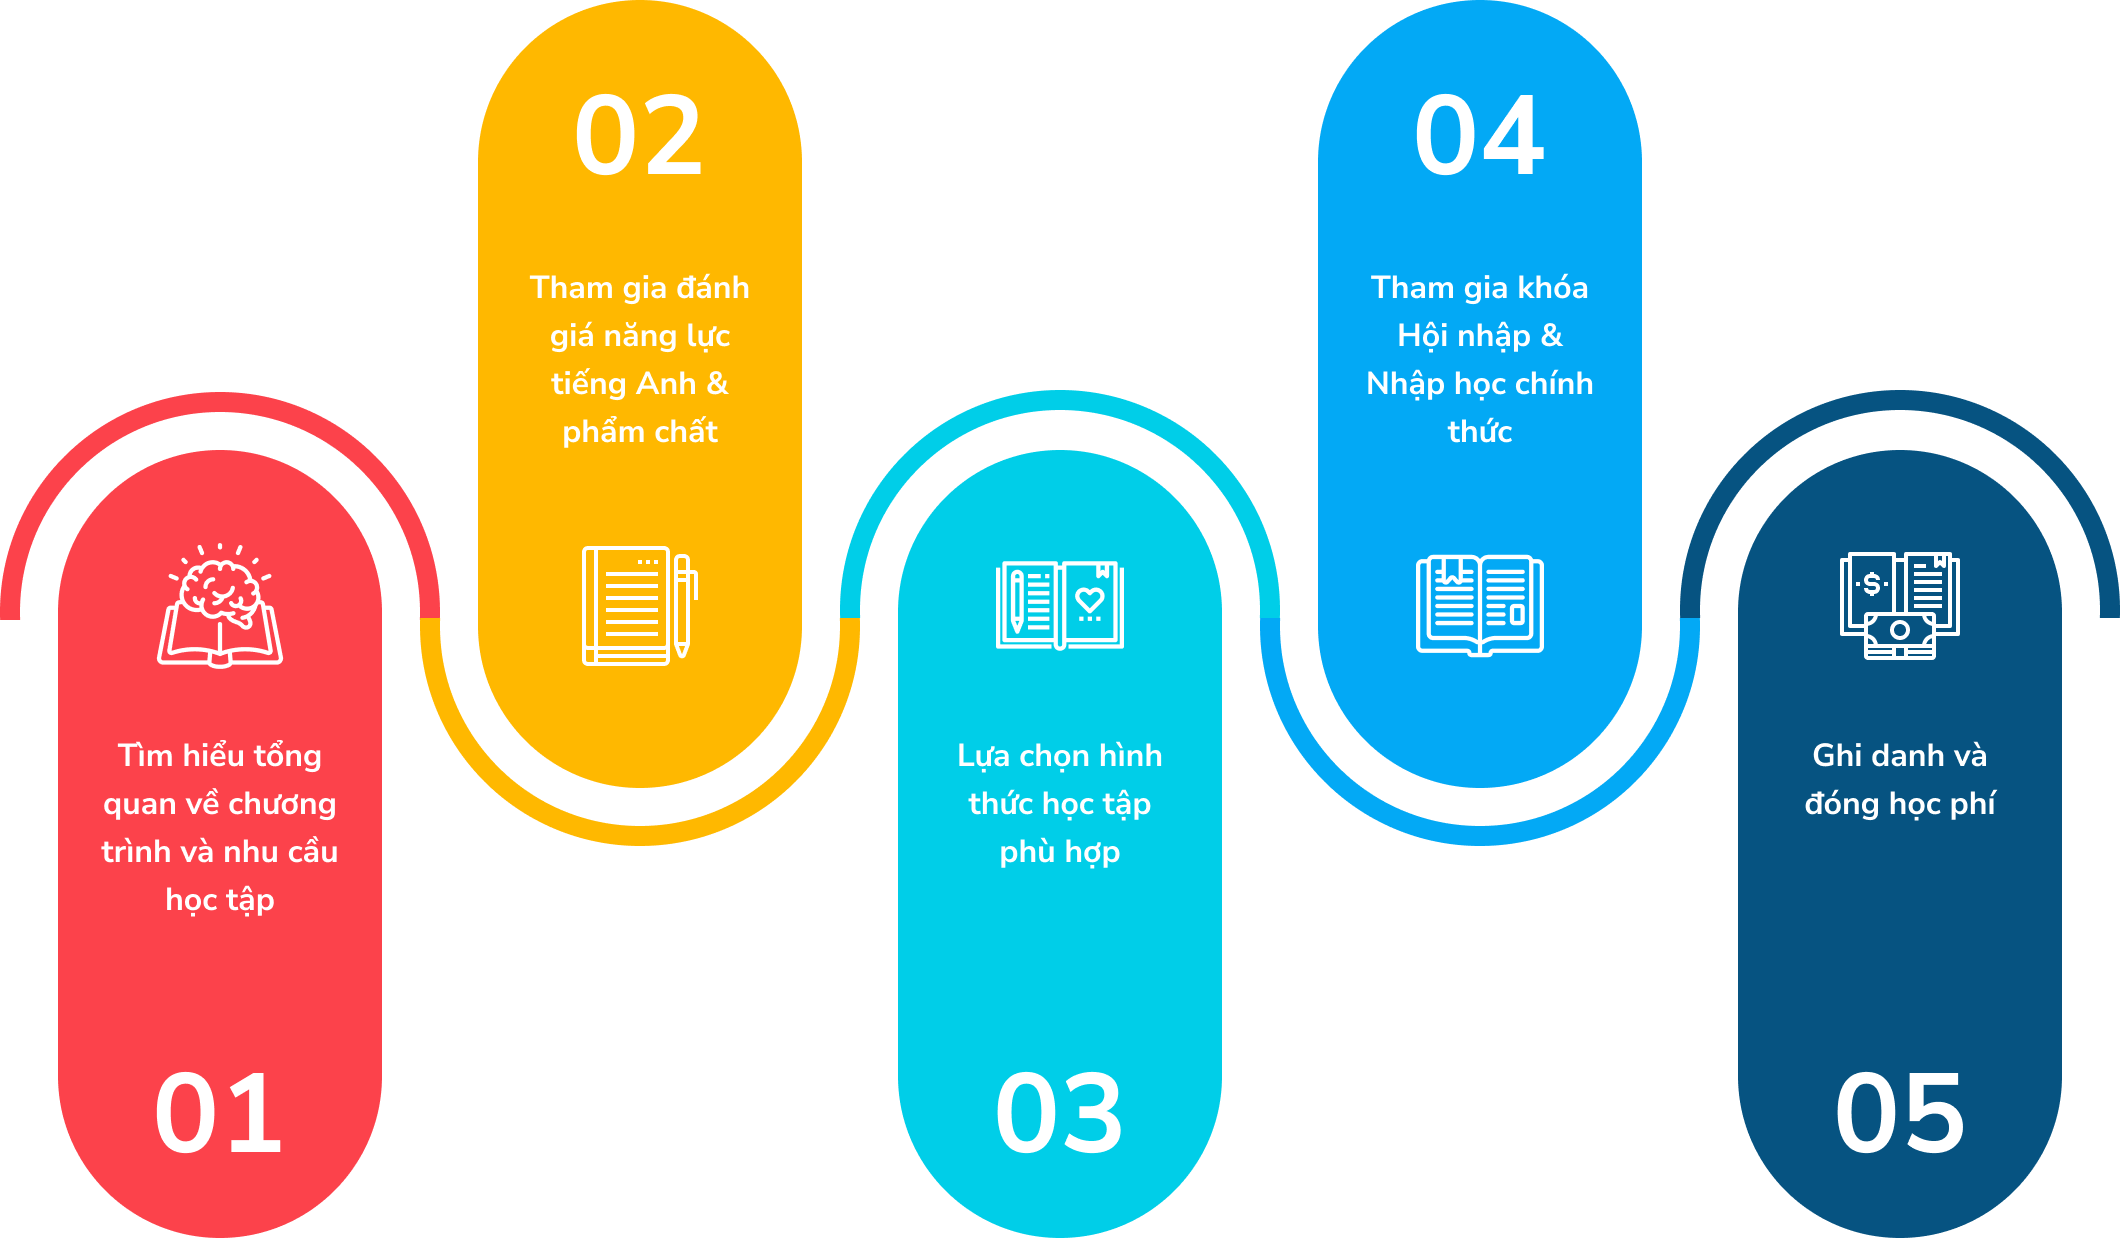 01
Tìm hiểu tổng
quan về chương
trình và nhu cầu
học tập
02
Tham gia đánh
giá năng lực
tiếng Anh &
phẩm chất
03
Lựa chọn hình
thức học tập
phù hợp
04
Tham gia khóa
Hội nhập &
Nhập học chính
thức
05
Ghi danh và
đóng học phí